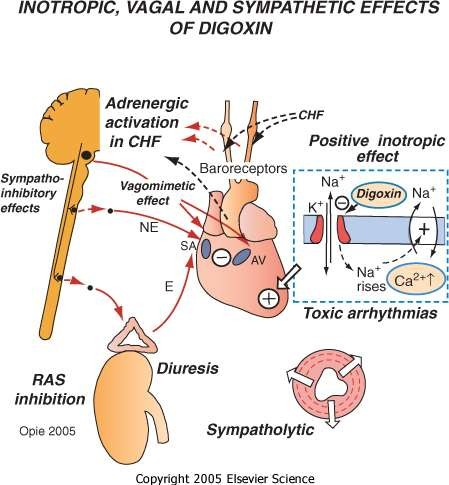 INOTROPIC, VAGAL AND SYMPATHETIC EFFECTS
OF DIGOXIN
Adrenergic
activation
in CHF
CHF
Baroreceptors
Positive inotropic
effect
Sympatho-
inhibitory
effects
Vagomimetic
effect
NE
SA
AV
E
K+
Na+
Digoxin
Na+
Na+
rises
Ca2+↑
Toxic arrhythmias
Diuresis
RAS
inhibition
Opie 2005
Sympatholytic
Copyright 2005 Elsevier Science